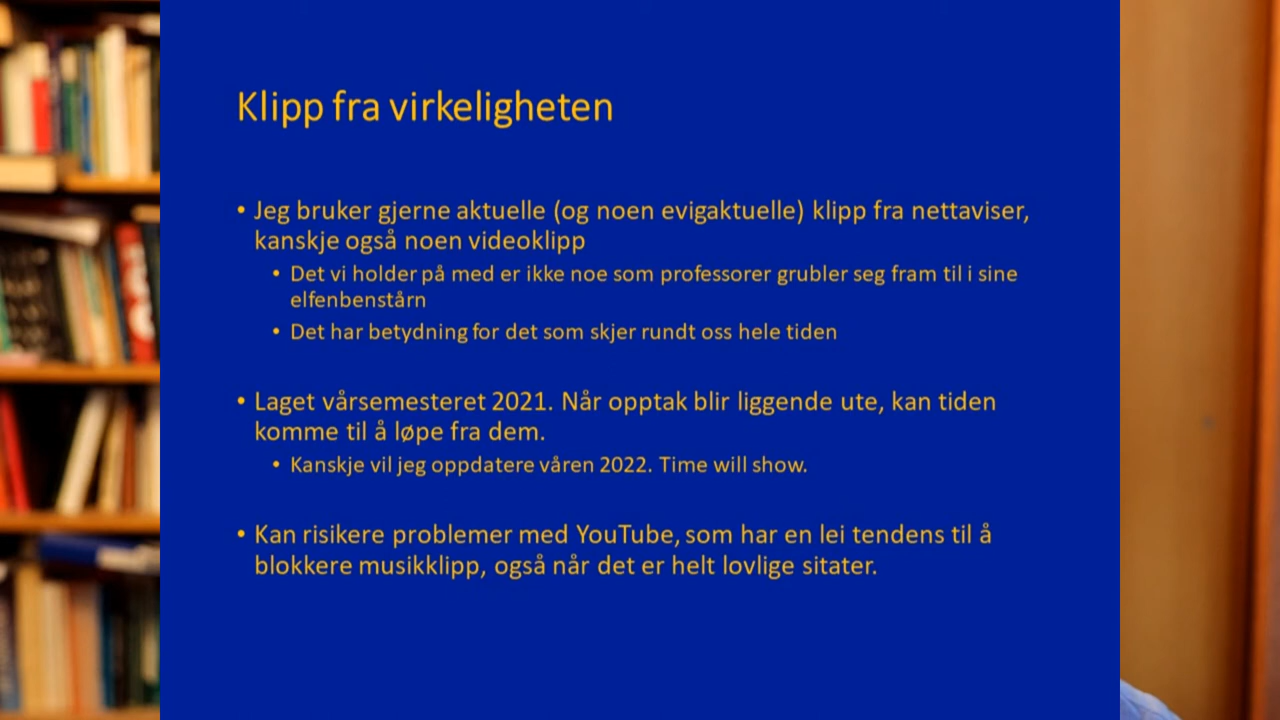 Klipp fra virkeligheten
• Jeg bruker gjerne aktuelle (og noen evigaktuelle) klipp fra nettaviser,
kanskje også noen videoklipp
• Det vi holder på med er ikke noe som professorer grubler seg fram til i sine
elfenbenstårn
• Det har betydning for det som skjer rundt oss hele tiden
• Laget vårsemesteret 2021. Når opptak blir liggende ute, kan tiden
komme til å løpe fra dem.
• Kanskje vil jeg oppdatere våren 2022. Time will show.
• Kan risikere problemer med YouTube, som har en lei tendens til å
blokkere musikklipp, også når det er helt lovlige sitater.